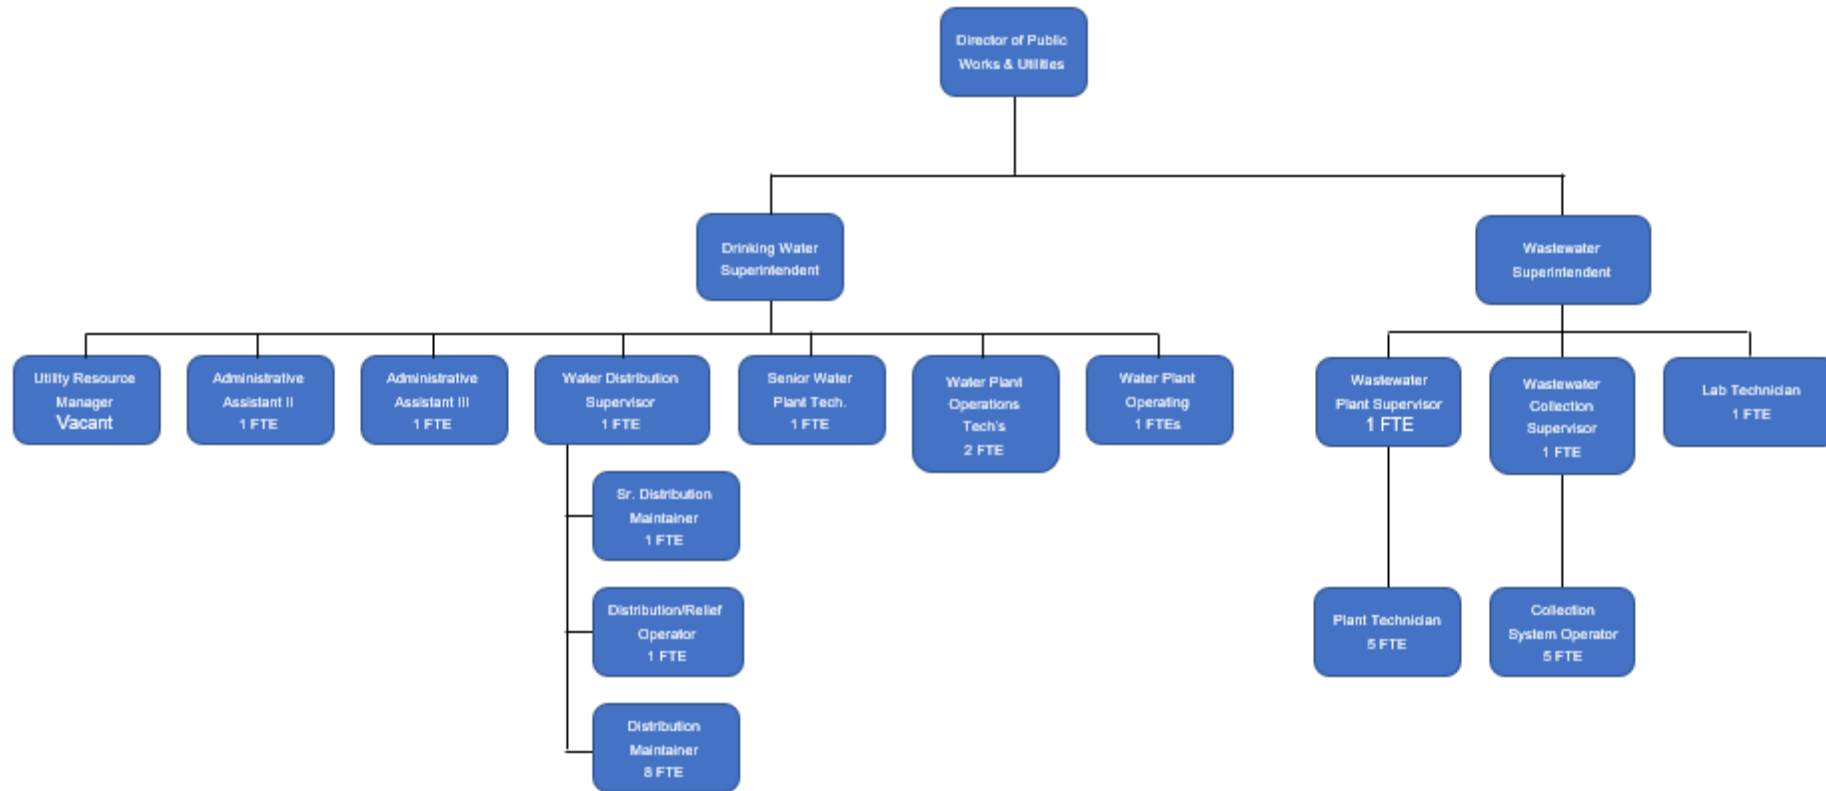 Director of Public
Works & Utilities
Drinking Water
Superintendent
Wastewater
Superintendent
Utility Resource
Manager
Vacant
Administrative
Assistant II
1 FTE
Administrative
Assistant III
1 FTE
Water Distribution
Supervisor
1 FTE
Senior Water
Plant Tech.
1 FTE
Water Plant
Operations
Tech's
2 FTE
Water Plant
Operating
1 FTEs
Wastewater
Plant Supervisor
1 FTE
Wastewater
Collection
Supervisor
1 FTE
Lab Technician
1 FTE
Sr. Distribution
Maintainer
1 FTE
Distribution/Relief
Operator
1 FTE
Distribution
Maintainer
8 FTE
Plant Technician
5 FTE
Collection
System Operator
5 FTE